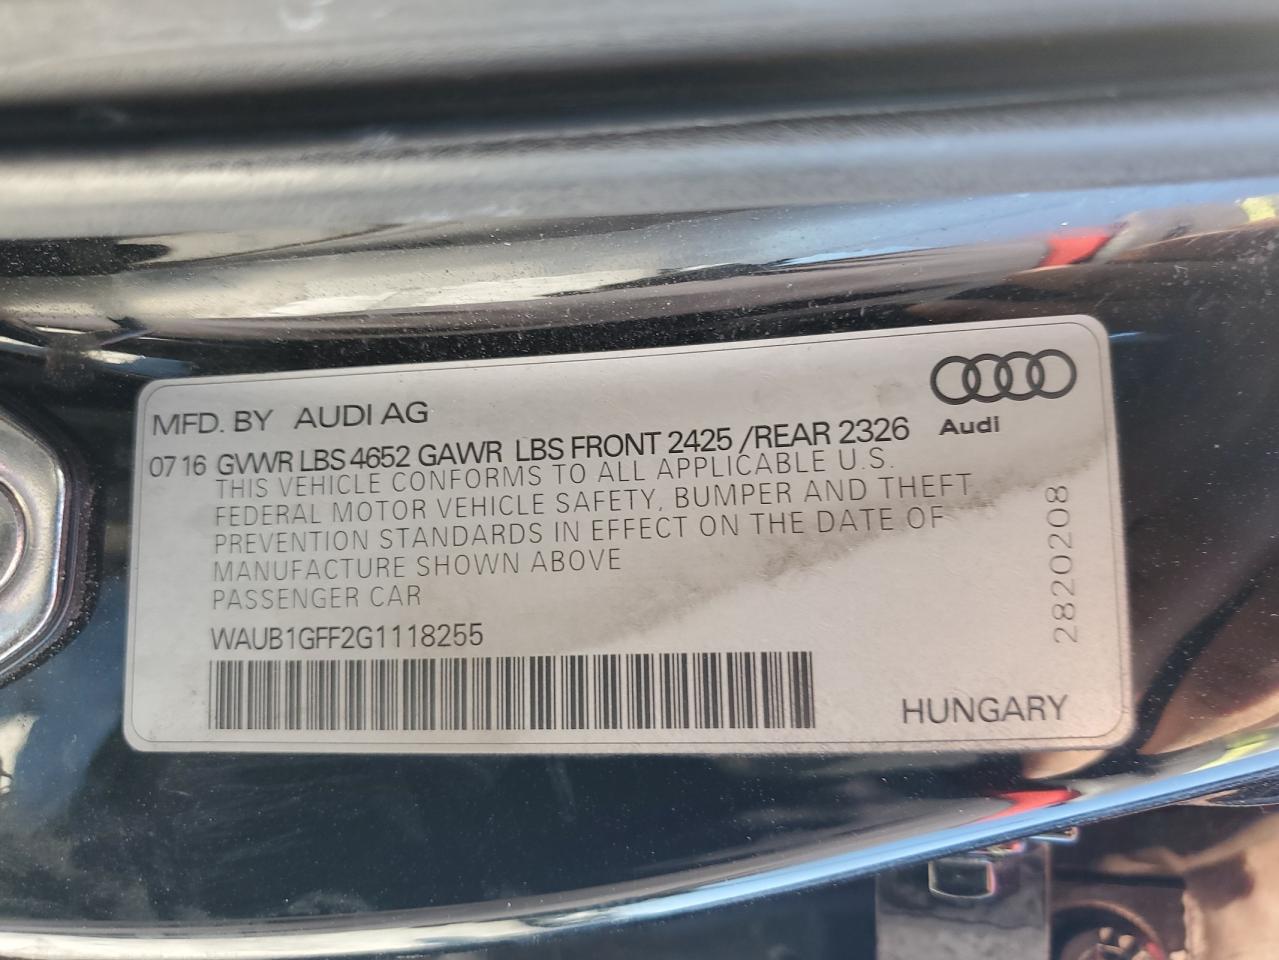 MFD. BY AUDI AG
Audi
07 16 GVWR LBS 4652 GAWR LBS FRONT 2425 /REAR 2326
THIS VEHICLE CONFORMS TO ALL APPLICABLE U.S.
FEDERAL MOTOR VEHICLE SAFETY, BUMPER AND THEFT
PREVENTION STANDARDS IN EFFECT ON THE DATE OF
MANUFACTURE SHOWN ABOVE
PASSENGER CAR
WAUB1GFF2G1118255
HUNGARY
2820208